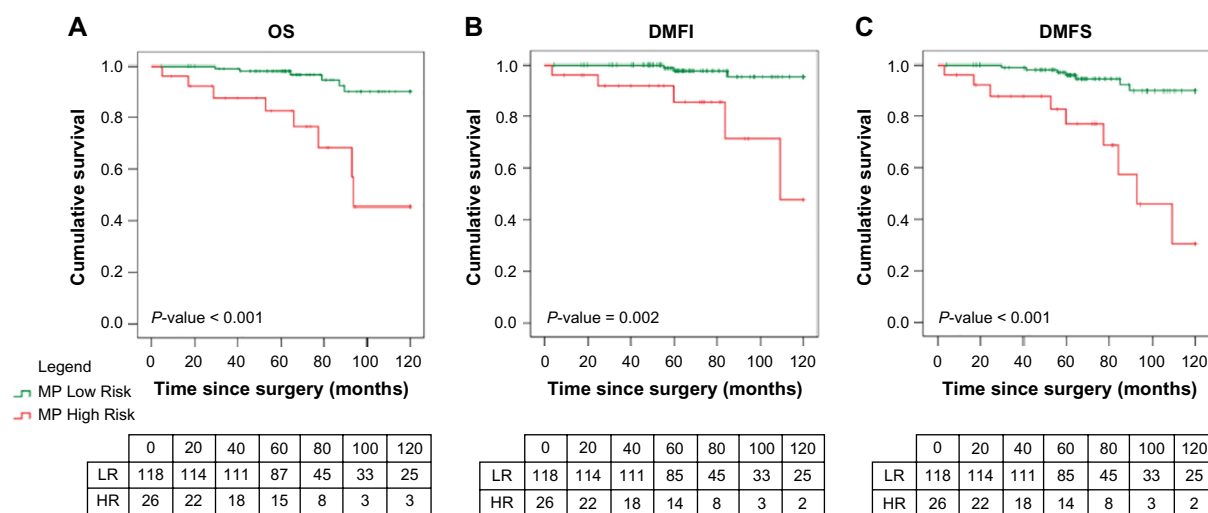 A
OS
Cumulative survival
1.0
0.8
0.6
0.4
0.2
0.0
P-value < 0.001
0 20 40 60 80 100 120
Time since surgery (months)
B
DMFI
Cumulative survival
1.0
0.8
0.6
0.4
0.2
0.0
P-value = 0.002
0 20 40 60 80 100 120
Time since surgery (months)
C
DMFS
Cumulative survival
1.0
0.8
0.6
0.4
0.2
0.0
P-value < 0.001
0 20 40 60 80 100 120
Time since surgery (months)
Legend
MP Low Risk
MP High Risk
0 20 40 60 80 100 120
LR 118 114 111 87 45 33 25
HR 26 22 18 15 8 3 3
0 20 40 60 80 100 120
LR 118 114 111 85 45 33 25
HR 26 22 18 14 8 3 2
0 20 40 60 80 100 120
LR 118 114 111 85 45 33 25
HR 26 22 18 14 8 3 2